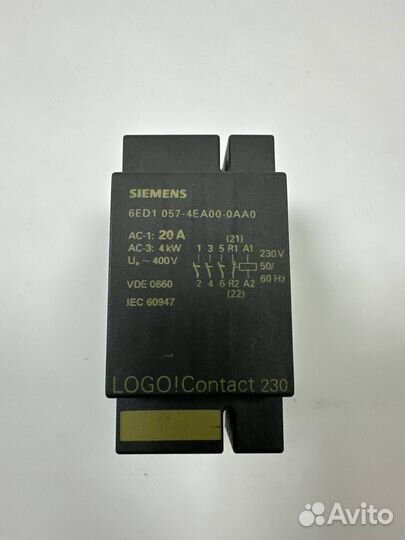 SIEMENS
6ED1 057-4EA00-0AA0
AC-1: 20 A
AC-3: 4 kW
Ue ~ 400V
VDE 0660
IEC 60947
(21)
1 3 5 R1 A1
2 4 6 R2 A2
(22)
230V
50/
60 Hz
LOGO!Contact 230
Avito